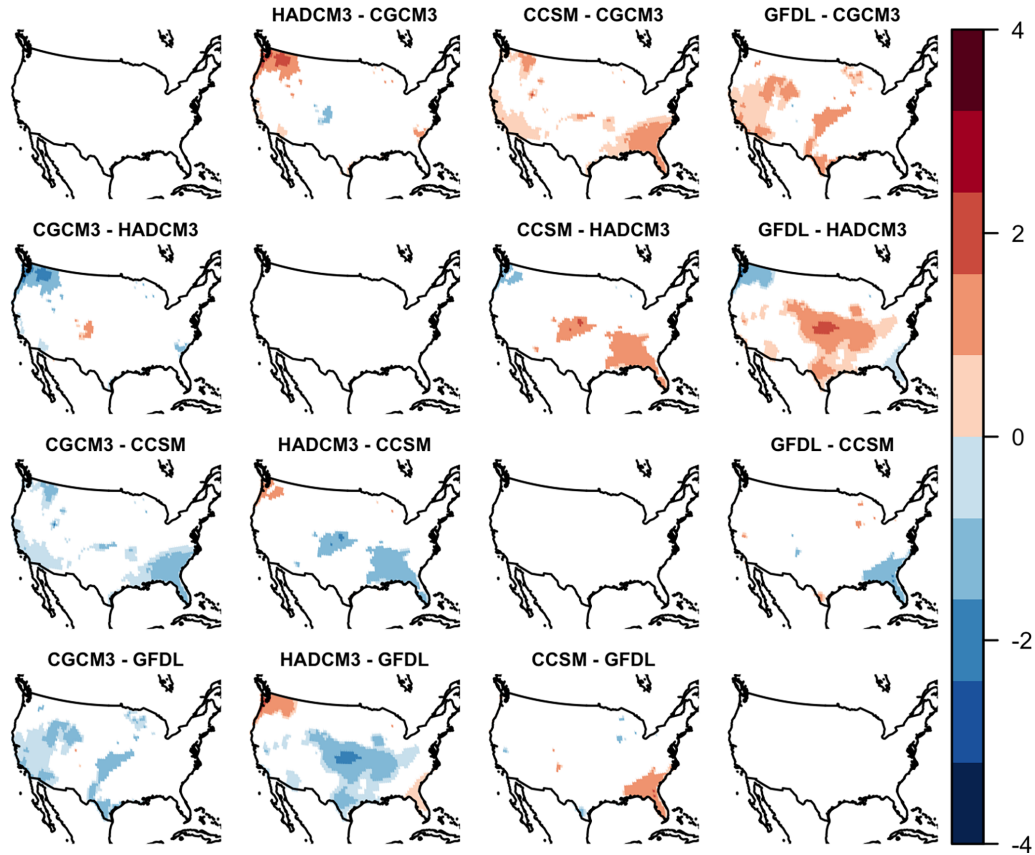 HADCM3 - CGCM3
CCSM - CGCM3
GFDL - CGCM3
CGCM3 - HADCM3
CCSM - HADCM3
GFDL - HADCM3
CGCM3 - CCSM
HADCM3 - CCSM
GFDL - CCSM
CGCM3 - GFDL
HADCM3 - GFDL
CCSM - GFDL
4
2
0
-2
-4